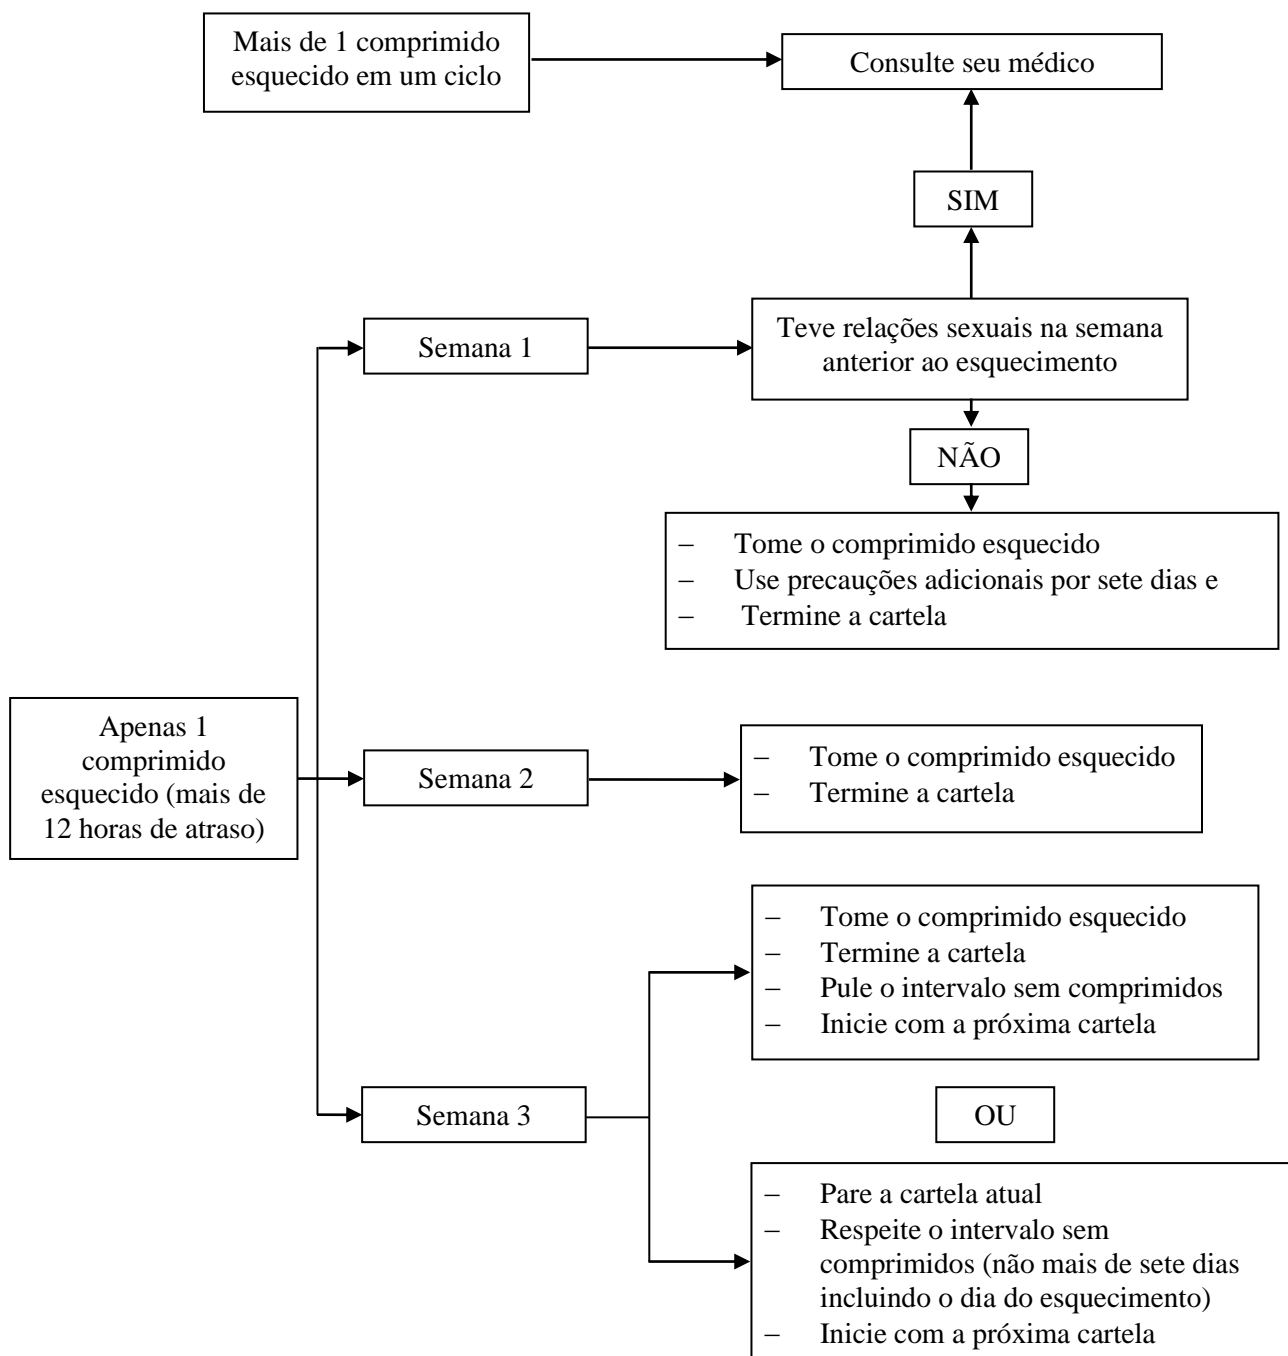 Mais de 1 comprimido
esquecido em um ciclo
Consulte seu médico
SIM
Teve relações sexuais na semana
anterior ao esquecimento
Semana 1
NÃO
– Tome o comprimido esquecido
– Use precauções adicionais por sete dias e
– Termine a cartela
Apenas 1
comprimido
esquecido (mais de
12 horas de atraso)
Semana 2
– Tome o comprimido esquecido
– Termine a cartela
– Tome o comprimido esquecido
– Termine a cartela
– Pule o intervalo sem comprimidos
– Inicie com a próxima cartela
Semana 3
OU
– Pare a cartela atual
– Respeite o intervalo sem
comprimidos (não mais de sete dias
incluindo o dia do esquecimento)
– Inicie com a próxima cartela